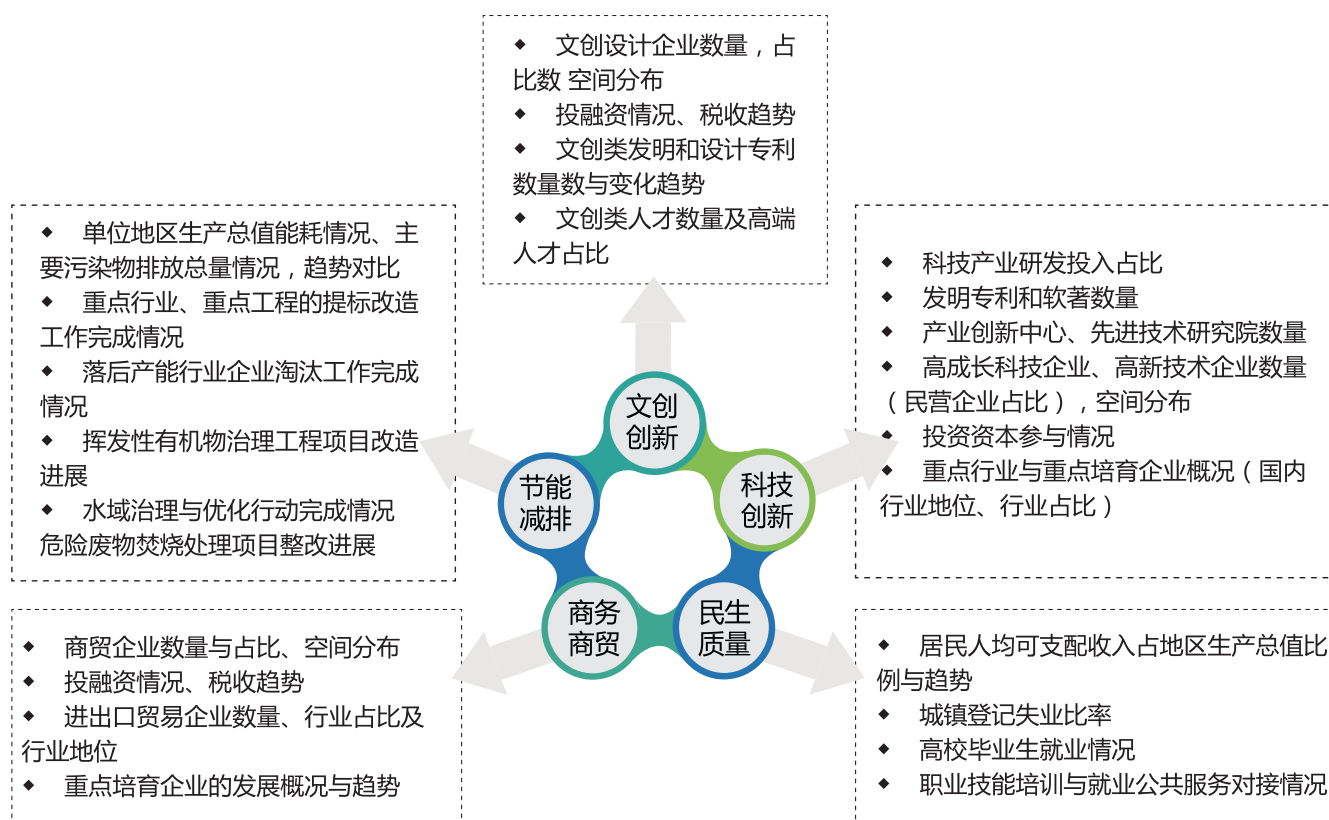 ◆ 文创设计企业数量，占
比数 空间分布
◆ 投融资情况、税收趋势
◆ 文创类发明和设计专利
数量数与变化趋势
◆ 文创类人才数量及高端
人才占比
◆ 单位地区生产总值能耗情况、主
要污染物排放总量情况，趋势对比
◆ 重点行业、重点工程的提标改造
工作完成情况
◆ 落后产能行业企业淘汰工作完成
情况
◆ 挥发性有机物治理工程项目改造
进展
◆ 水域治理与优化行动完成情况
危险废物焚烧处理项目整改进展
◆ 科技产业研发投入占比
◆ 发明专利和软著数量
◆ 产业创新中心、先进技术研究院数量
◆ 高成长科技企业、高新技术企业数量
（民营企业占比），空间分布
◆ 投资资本参与情况
◆ 重点行业与重点培育企业概况（国内
行业地位、行业占比）
文创
创新
节能
减排
科技
创新
商务
商贸
民生
质量
◆ 商贸企业数量与占比、空间分布
◆ 投融资情况、税收趋势
◆ 进出口贸易企业数量、行业占比及
行业地位
◆ 重点培育企业的发展概况与趋势
◆ 居民人均可支配收入占地区生产总值比
例与趋势
◆ 城镇登记失业比率
◆ 高校毕业生就业情况
◆ 职业技能培训与就业公共服务对接情况